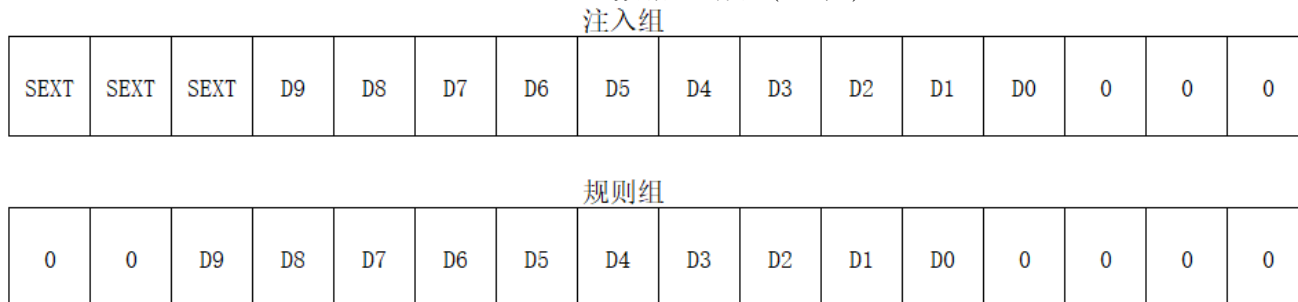 注入组
SEXT SEXT SEXT D9 D8 D7 D6 D5 D4 D3 D2 D1 D0 0 0 0
规则组
0 0 D9 D8 D7 D6 D5 D4 D3 D2 D1 D0 0 0 0 0